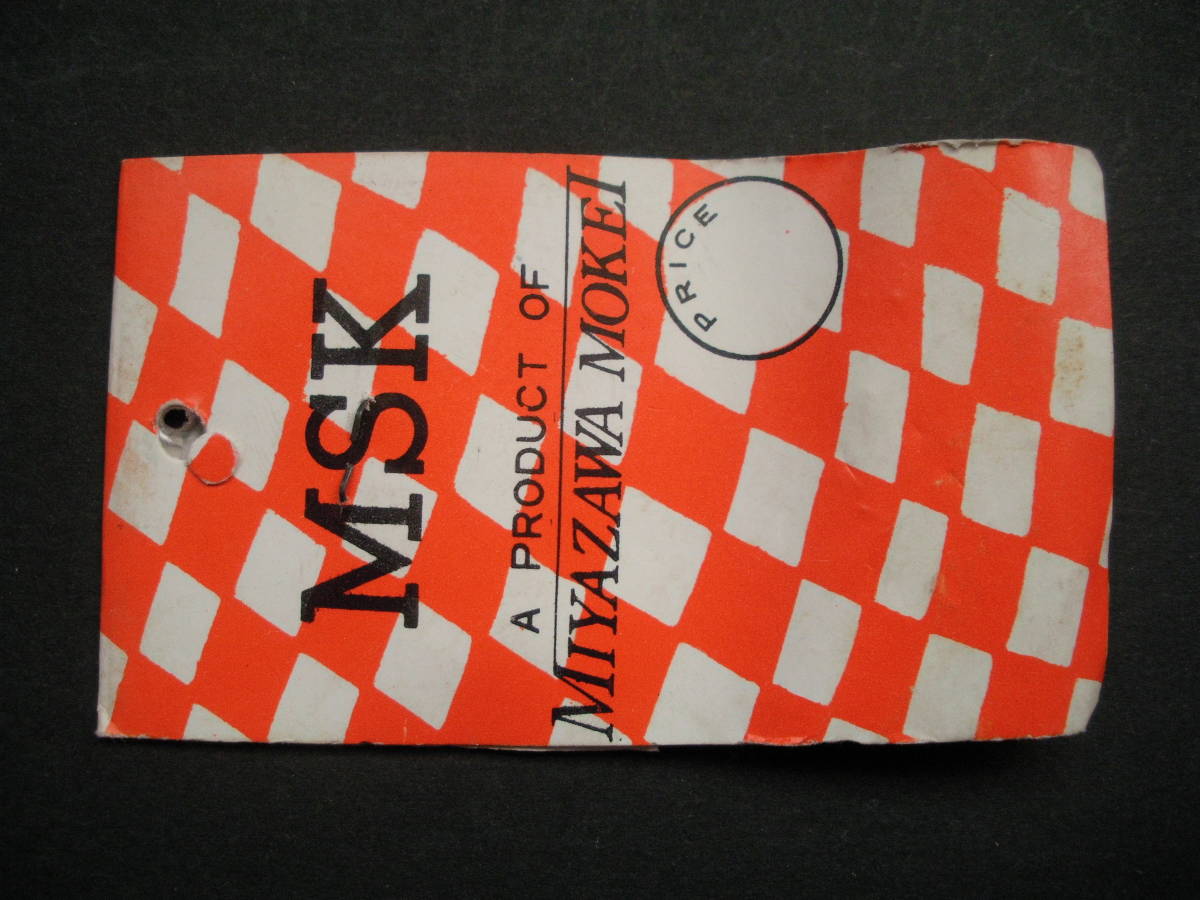 MSK
A PRODUCT OF
MIYAZAWA MOKEI
PRICE